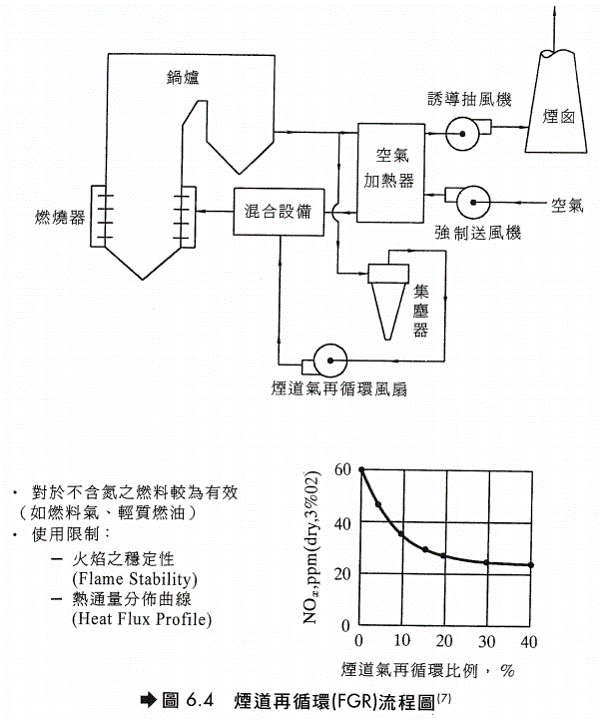 鍋爐
誘導抽風機
煙囪
空氣
加熱器
燃燒器
混合設備
空氣
強制送風機
集
塵
器
煙道氣再循環風扇
· 對於不含氮之燃料較為有效
（如燃料氣、輕質燃油）
· 使用限制：
— 火焰之穩定性
(Flame Stability)
— 熱通量分佈曲線
(Heat Flux Profile)
NOx,ppm(dry,3%02)
60
40
20
0
0 10 20 30 40
煙道氣再循環比例，%
➡圖 6.4 煙道再循環(FGR)流程圖(7)